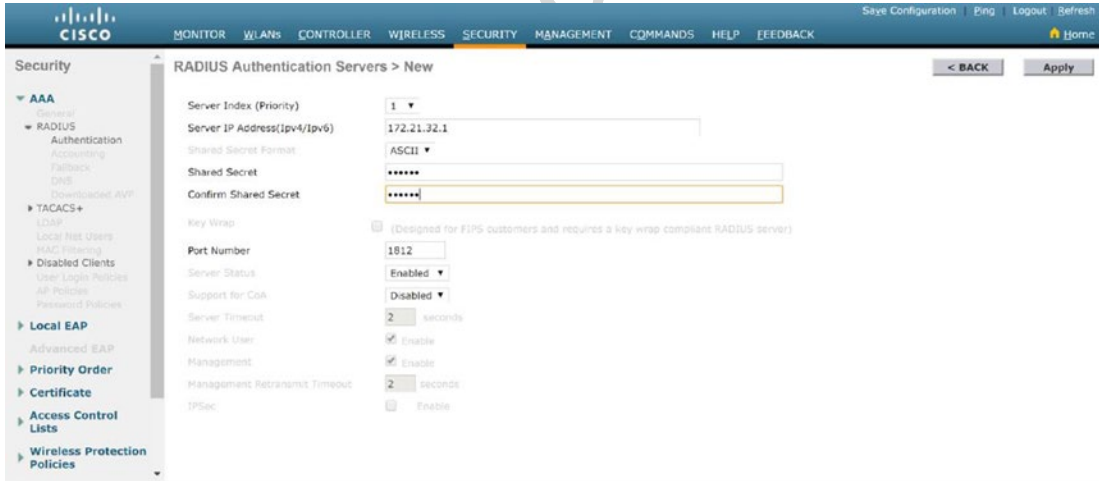 Save Configuration | Ping | Logout | Refresh
CISCO
MONITOR WLANs CONTROLLER WIRELESS SECURITY MANAGEMENT COMMANDS HELP FEEDBACK
Home
Security
AAA
General
RADIUS
Authentication
Accounting
Fallback
DNS
Downloaded AVP
TACACS+
LDAP
Local Net Users
MAC Filtering
Disabled Clients
User Login Policies
AP Policies
Password Policies
Local EAP
Advanced EAP
Priority Order
Certificate
Access Control
Lists
Wireless Protection
Policies
RADIUS Authentication Servers > New
< BACK
Apply
Server Index (Priority) 1
Server IP Address(Ipv4/Ipv6) 172.21.32.1
Shared Secret Format ASCII
Shared Secret ••••••
Confirm Shared Secret ••••••
Key Wrap (Designed for FIPS customers and requires a key wrap compliant RADIUS server)
Port Number 1812
Server Status Enabled
Support for CoA Disabled
Server Timeout 2 seconds
Network User Enable
Management Enable
Management Retransmit Timeout 2 seconds
IPSec Enable